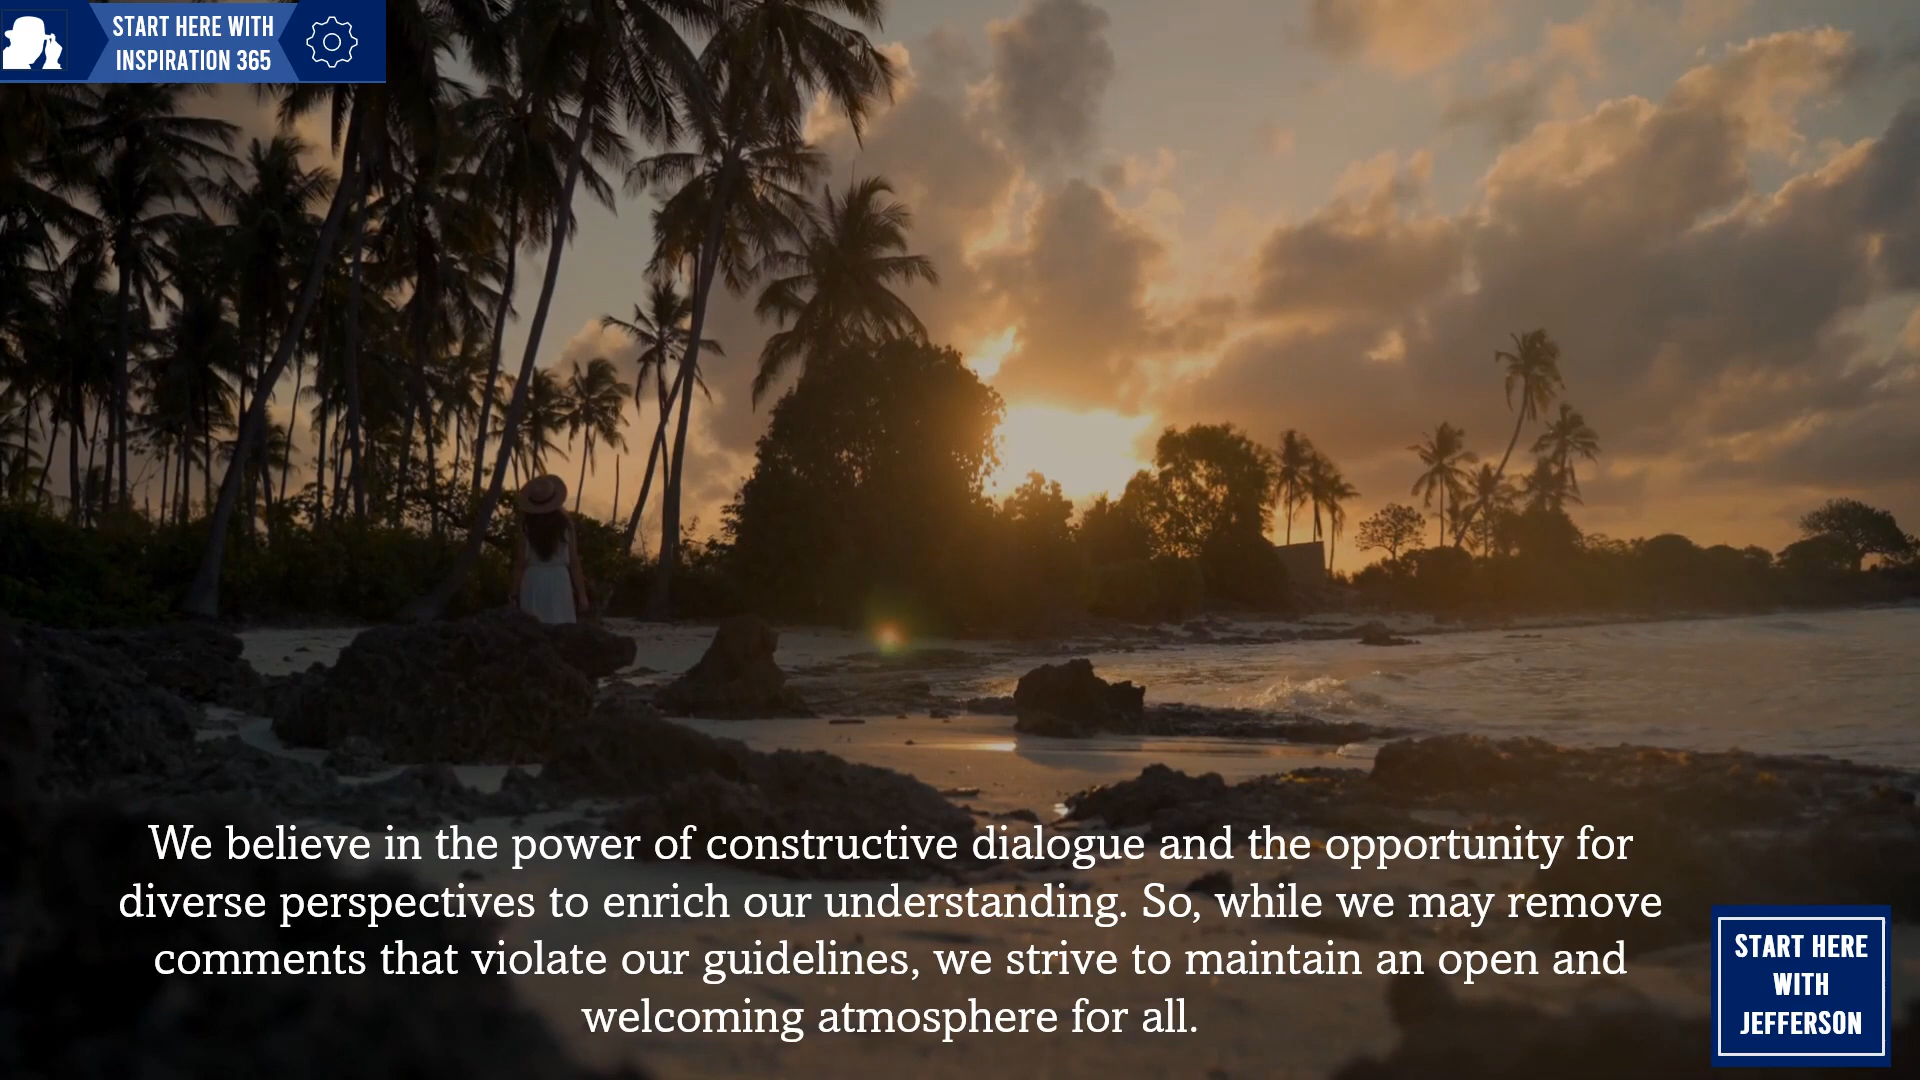 START HERE WITH
INSPIRATION 365
We believe in the power of constructive dialogue and the opportunity for
diverse perspectives to enrich our understanding. So, while we may remove
comments that violate our guidelines, we strive to maintain an open and
welcoming atmosphere for all.
START HERE
WITH
JEFFERSON